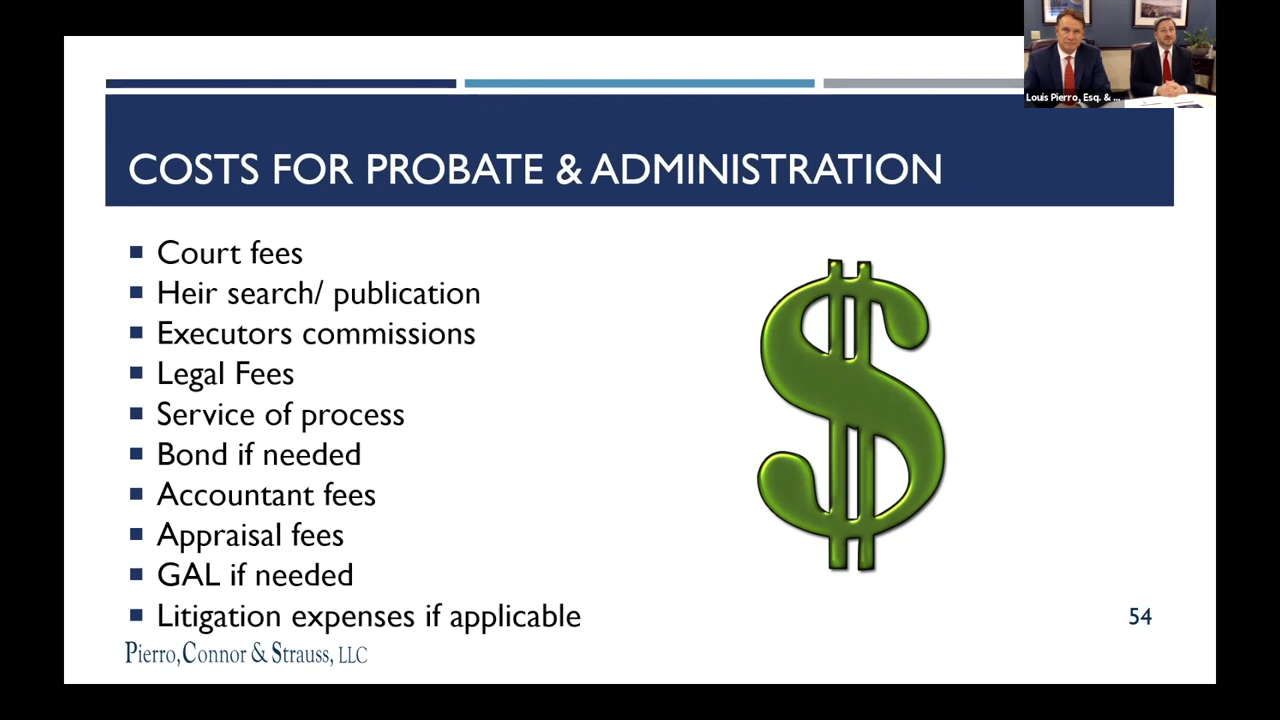 Louis Pierro, Esq. & ...
COSTS FOR PROBATE & ADMINISTRATION
Court fees
Heir search/ publication
Executors commissions
Legal Fees
Service of process
Bond if needed
Accountant fees
Appraisal fees
GAL if needed
Litigation expenses if applicable
54
Pierro, Connor & Strauss, LLC